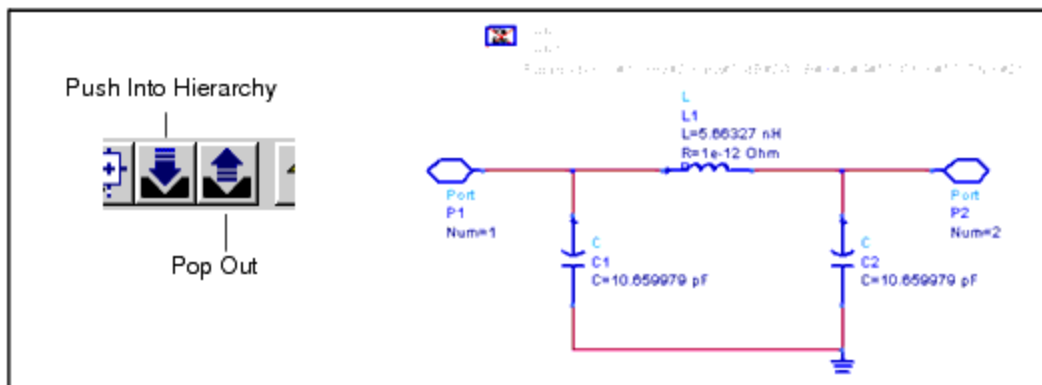 Push Into Hierarchy
Pop Out
L
L1
L=5.66327 nH
R=1e-12 Ohm
Port
P1
Num=1
C
C1
C=10.659979 pF
C
C2
C=10.659979 pF
Port
P2
Num=2